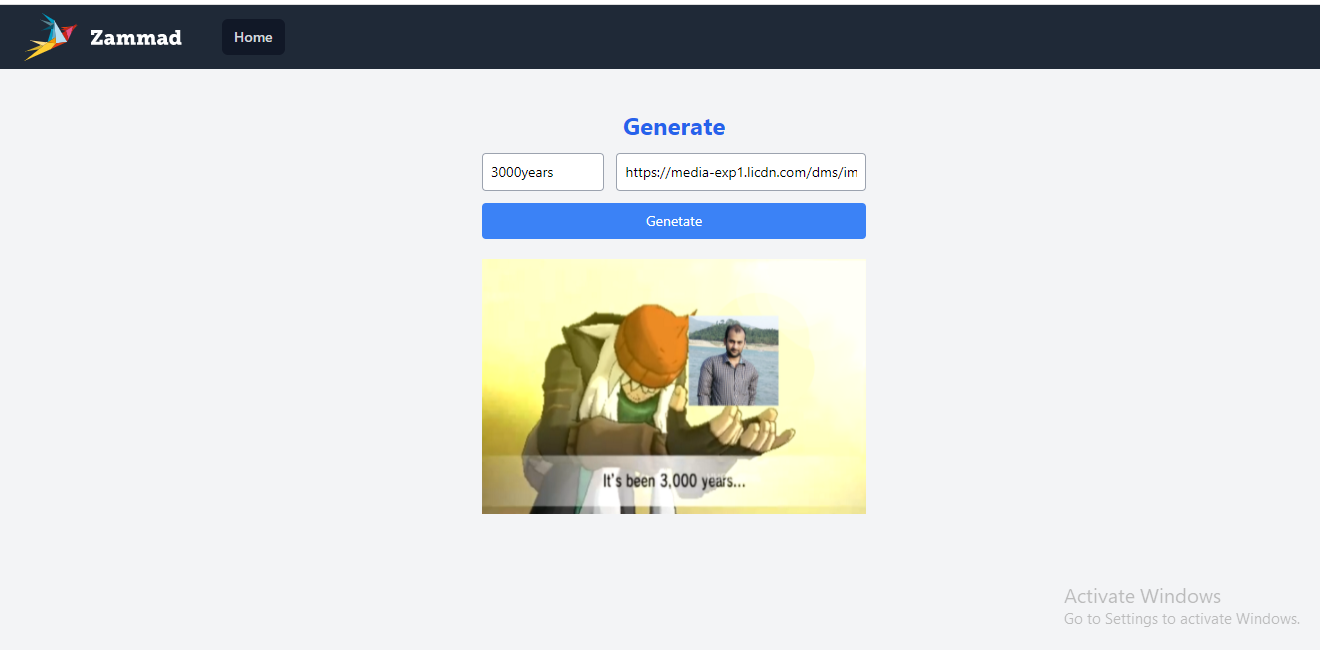 Zammad
Home
Generate
3000years
https://media-exp1.licdn.com/dms/im
Genetate
It's been 3,000 years...
Activate Windows
Go to Settings to activate Windows.